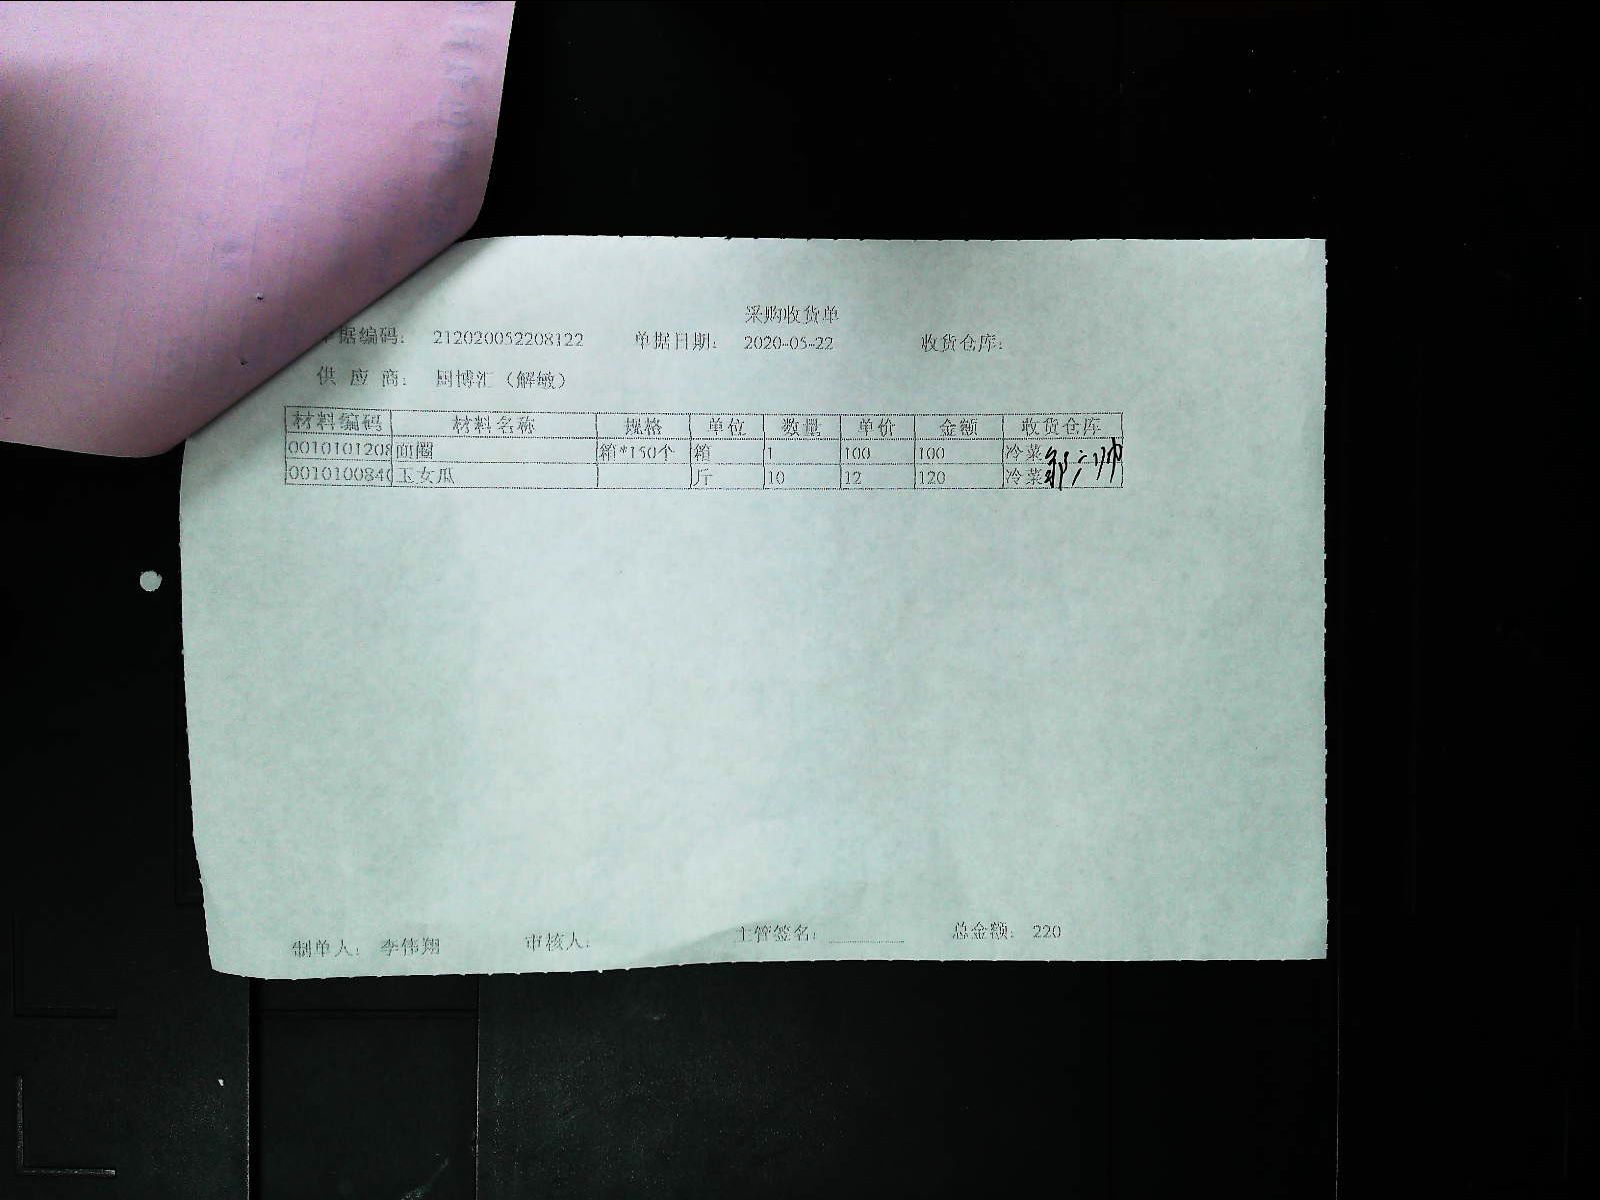 采购收货单
单据编码： 212020052208122 单据日期： 2020-05-22 收货仓库：
供 应 商： 厨博汇（解敏）
材料编码 材料名称 规格 单位 数量 单价 金额 收货仓库
0010101208 面圈 箱*150个 箱 1 100 100 冷菜
0010100840 玉女瓜 斤 10 12 120 冷菜
制单人： 李伟翔 审核人： 主管签名： 总金额： 220